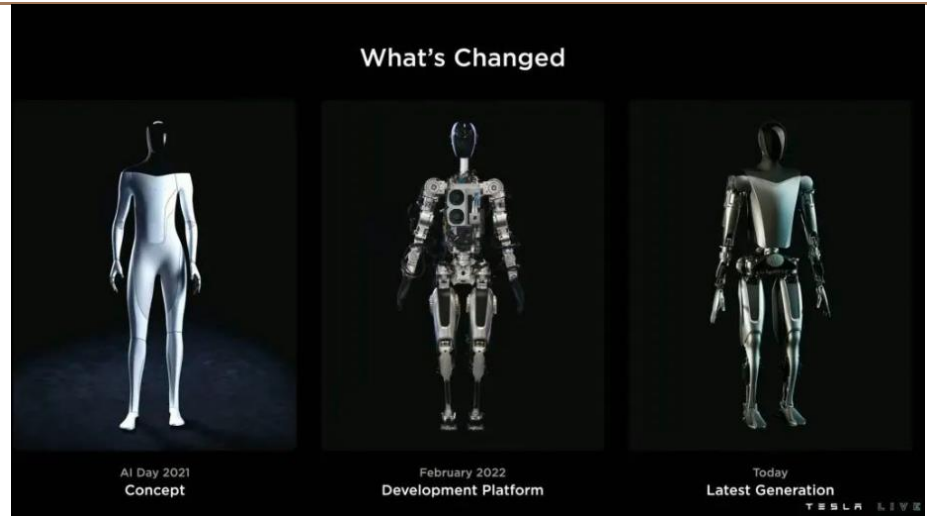 What's Changed
AI Day 2021
Concept
February 2022
Development Platform
Today
Latest Generation
TESLA LIVE